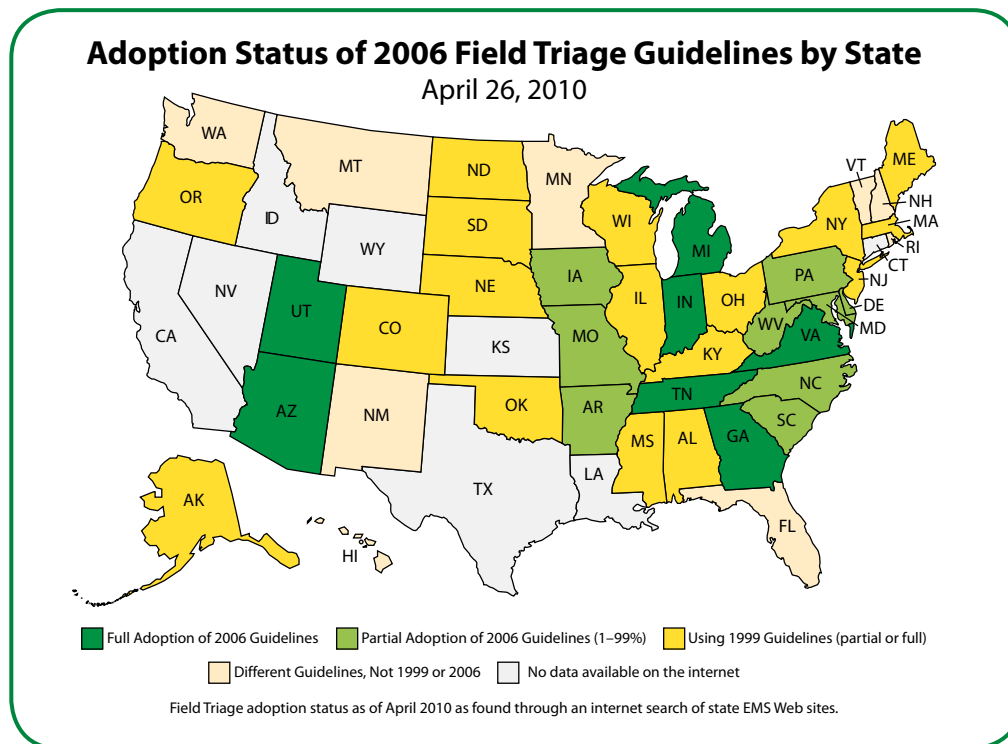 Adoption Status of 2006 Field Triage Guidelines by State
April 26, 2010
WA
MT
ND
MN
ME
VT
OR
ID
SD
WI
NY
NH
MA
RI
CT
WY
MI
NJ
NV
UT
NE
IA
IL
IN
OH
PA
DE
MD
CA
CO
KS
MO
KY
WV
VA
AZ
NM
OK
AR
TN
NC
SC
TX
LA
MS
AL
GA
AK
HI
FL
Full Adoption of 2006 Guidelines
Partial Adoption of 2006 Guidelines (1–99%)
Using 1999 Guidelines (partial or full)
Different Guidelines, Not 1999 or 2006
No data available on the internet
Field Triage adoption status as of April 2010 as found through an internet search of state EMS Web sites.